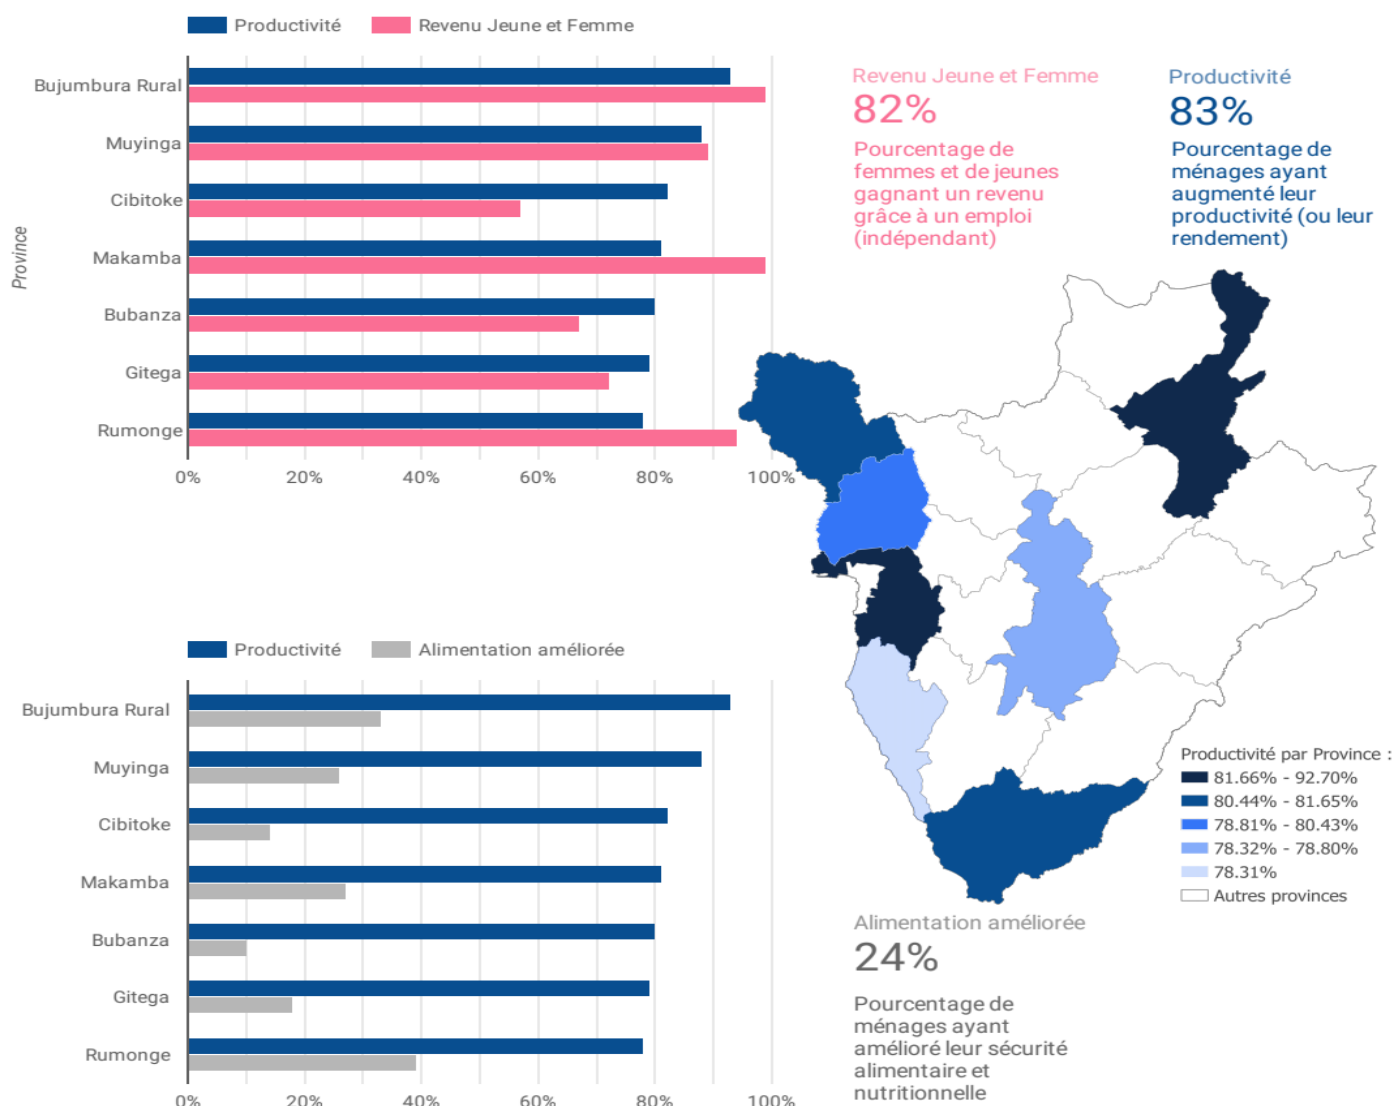 Productivité Revenu Jeune et Femme
Province
Bujumbura Rural
Muyinga
Cibitoke
Makamba
Bubanza
Gitega
Rumonge
0% 20% 40% 60% 80% 100%
Revenu Jeune et Femme
82%
Pourcentage de
femmes et de jeunes
gagnant un revenu
grâce à un emploi
(indépendant)
Productivité
83%
Pourcentage de
ménages ayant
augmenté leur
productivité (ou leur
rendement)
Productivité Alimentation améliorée
Bujumbura Rural
Muyinga
Cibitoke
Makamba
Bubanza
Gitega
Rumonge
0% 20% 40% 60% 80% 100%
Productivité par Province :
81.66% - 92.70%
80.44% - 81.65%
78.81% - 80.43%
78.32% - 78.80%
78.31%
Autres provinces
Alimentation améliorée
24%
Pourcentage de
ménages ayant
amélioré leur sécurité
alimentaire et
nutritionnelle